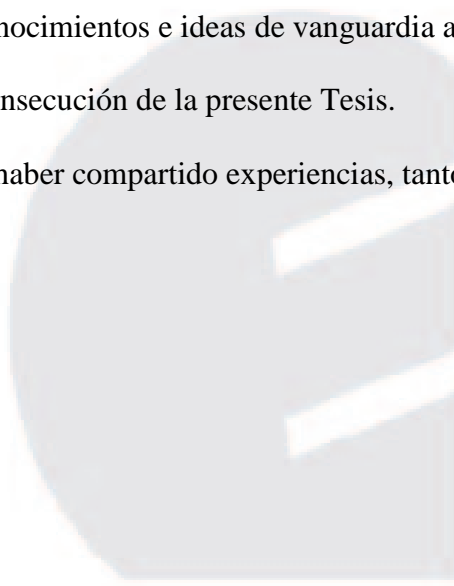 nocimientos e ideas de vanguardia a
nsecución de la presente Tesis.
haber compartido experiencias, tanto